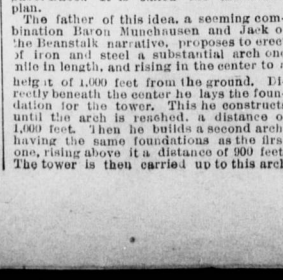 plan.
The father of this idea, a seeming com-
bination Baron Munchausen and Jack o
the Beanstalk narrative, proposes to erec
of iron and steel a substantial arch one
mile in length, and rising in the center to a
height of 1,000 feet from the ground. Di
rectly beneath the center he lays the foun
dation for the tower. This he construct
until the arch is reached, a distance o
1,000 feet. Then he builds a second arch
having the same foundations as the firs
one, rising above it a distance of 900 feet
The tower is then carried up to this arch